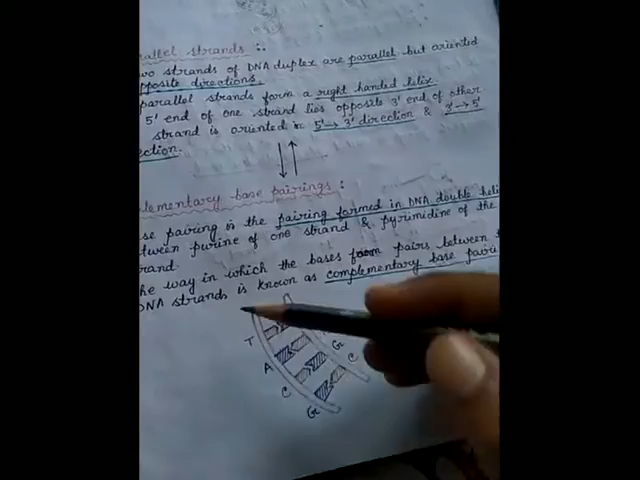 rallel strands :.
wo strands of DNA duplex are parallel but oriented
pposite directions.
parallel strands form a right handed helix
5' end of one strand lies opposite 3' end of other
strand is oriented in 5' → 3' direction & 3' → 5'
ection.
lementary base pairings :
se pairing is the pairing formed in DNA double heli
tween purine of one strand & pyrimidine of the
rand
he way in which the bases from pairs between t
DNA strands is known as complementary base pairi
T
A G
C C
G